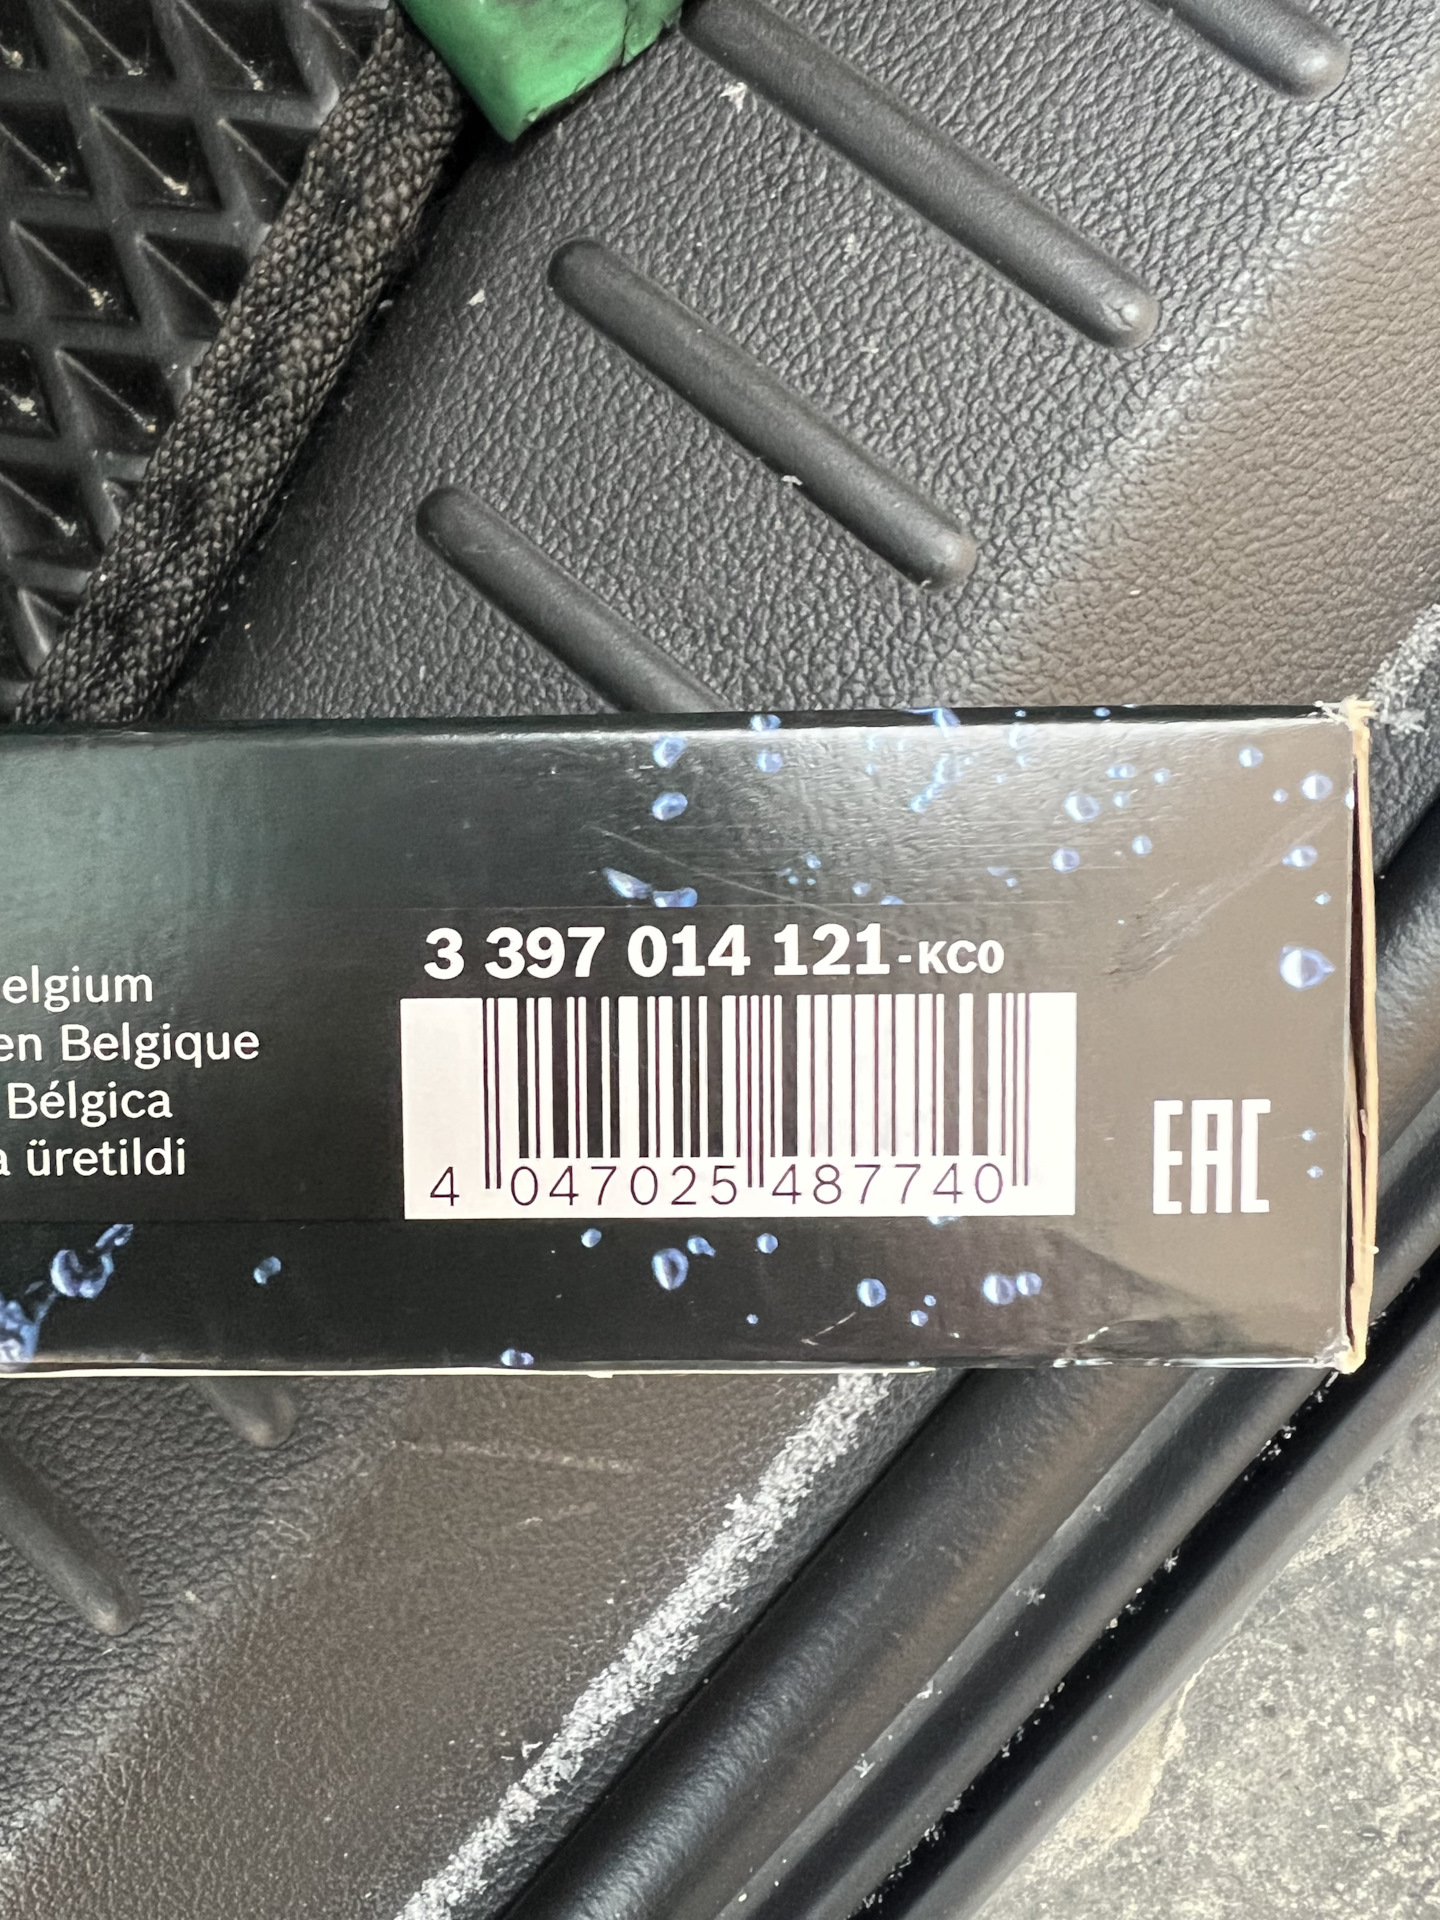 3 397 014 121-KC0
elgium
en Belgique
Bélgica
a üretildi
4 047025 487740
EAC